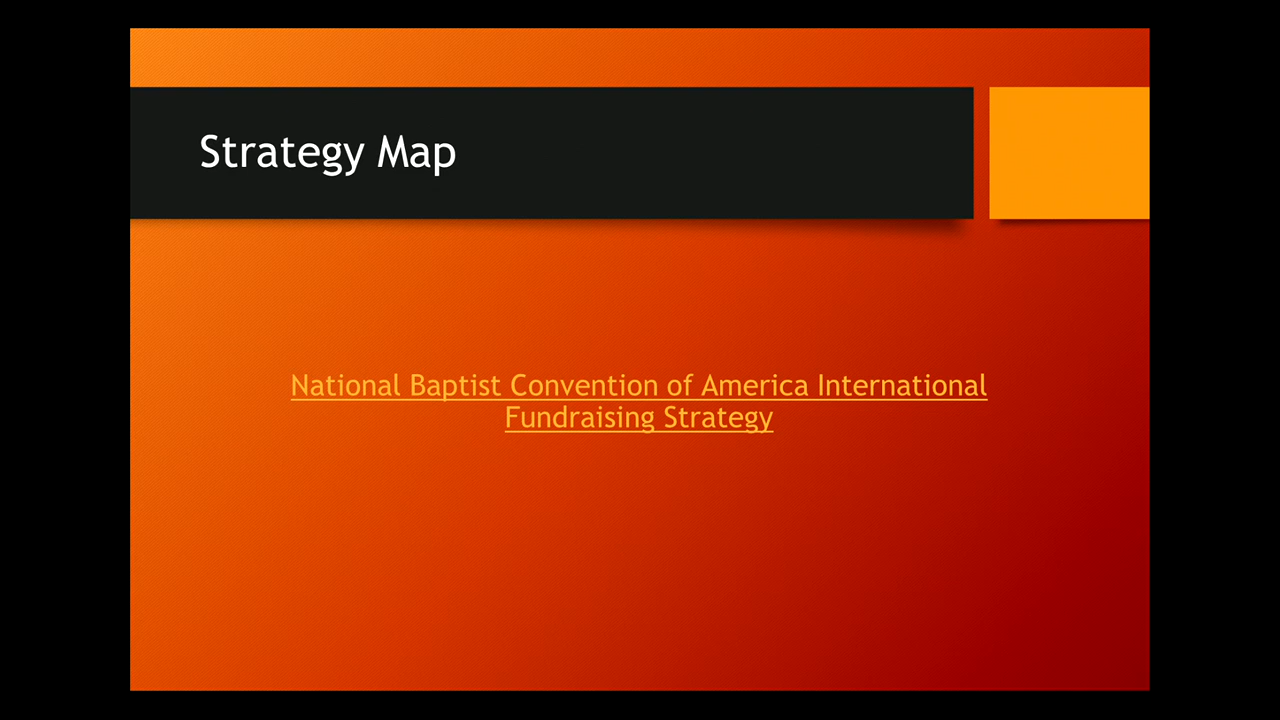 Strategy Map
National Baptist Convention of America International
Fundraising Strategy